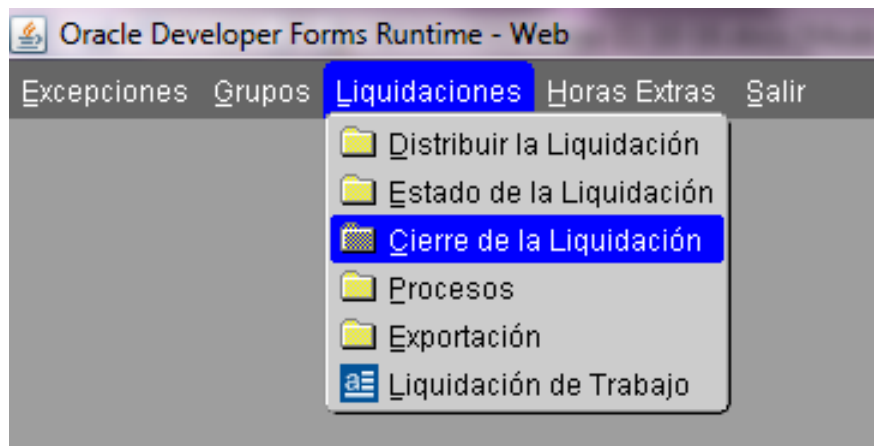 Oracle Developer Forms Runtime - Web
Excepciones Grupos Liquidaciones Horas Extras Salir
Distribuir la Liquidación
Estado de la Liquidación
Cierre de la Liquidación
Procesos
Exportación
Liquidación de Trabajo